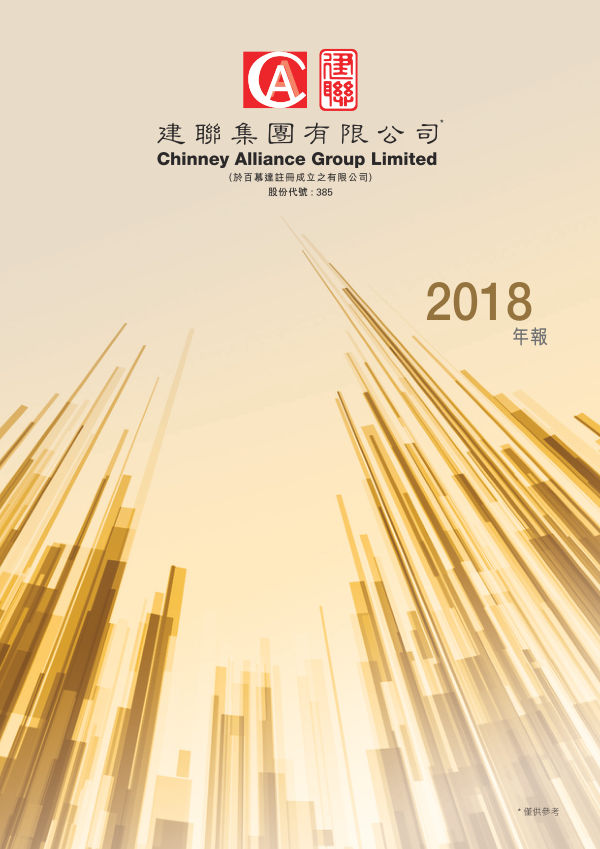 CA 建聯
建聯集團有限公司*
Chinney Alliance Group Limited
(於百慕達註冊成立之有限公司)
股份代號 : 385
2018
年報
* 僅供參考